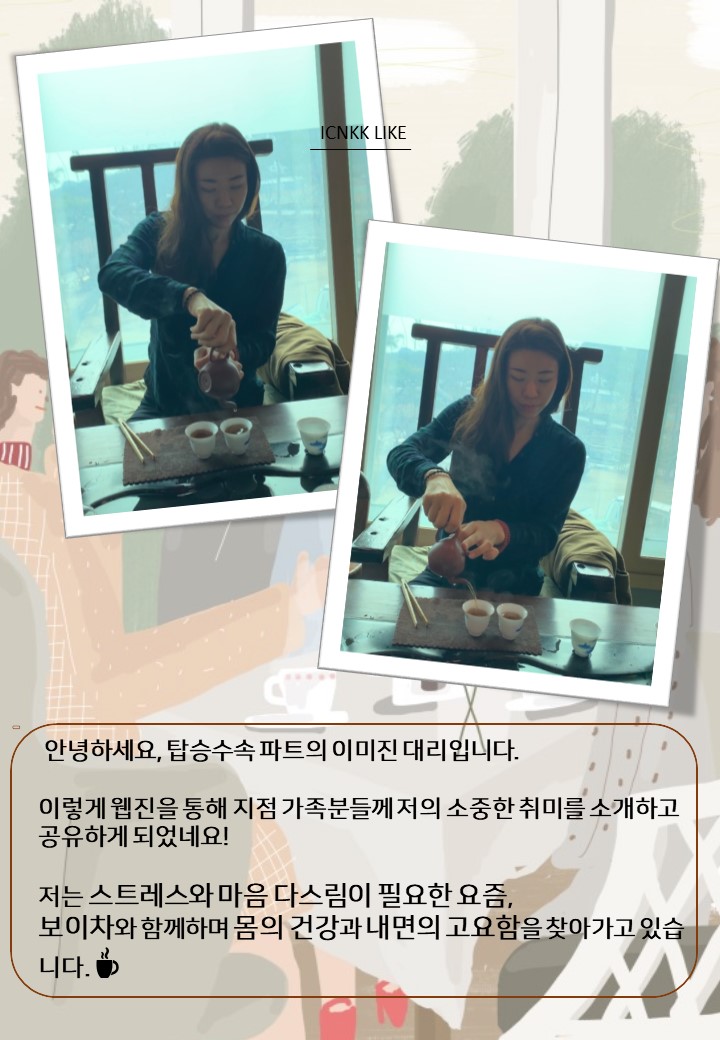 ICNKK LIKE
안녕하세요, 탑승수속 파트의 이미진 대리입니다.
이렇게 웹진을 통해 지점 가족분들께 저의 소중한 취미를 소개하고
공유하게 되었네요!
저는 스트레스와 마음 다스림이 필요한 요즘,
보이차와 함께하며 몸의 건강과 내면의 고요함을 찾아가고 있습
니다.